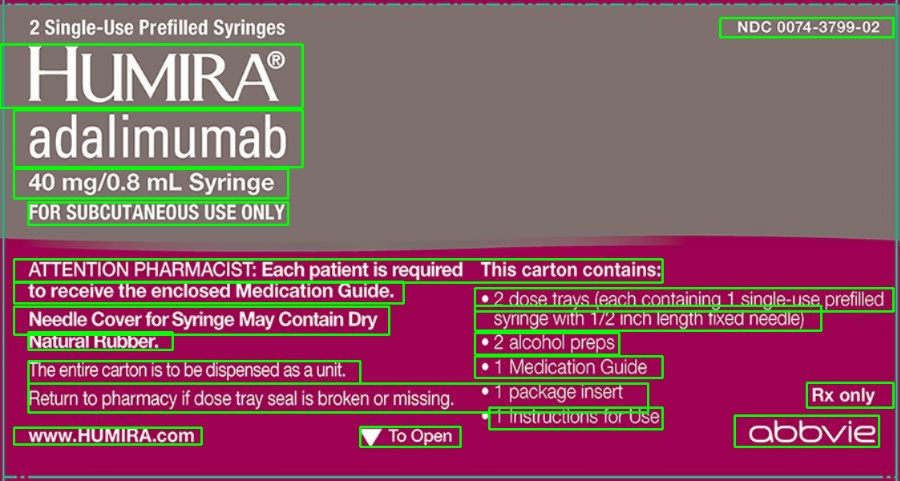 2 Single-Use Prefilled Syringes
NDC 0074-3799-02
HUMIRA®
adalimumab
40 mg/0.8 mL Syringe
FOR SUBCUTANEOUS USE ONLY
ATTENTION PHARMACIST: Each patient is required
to receive the enclosed Medication Guide.
Needle Cover for Syringe May Contain Dry
Natural Rubber.
The entire carton is to be dispensed as a unit.
Return to pharmacy if dose tray seal is broken or missing.
www.HUMIRA.com
This carton contains:
• 2 dose trays (each containing 1 single-use prefilled
syringe with 1/2 inch length fixed needle)
• 2 alcohol preps
• 1 Medication Guide
• 1 package insert
• 1 Instructions for Use
▼ To Open
Rx only
abbvie